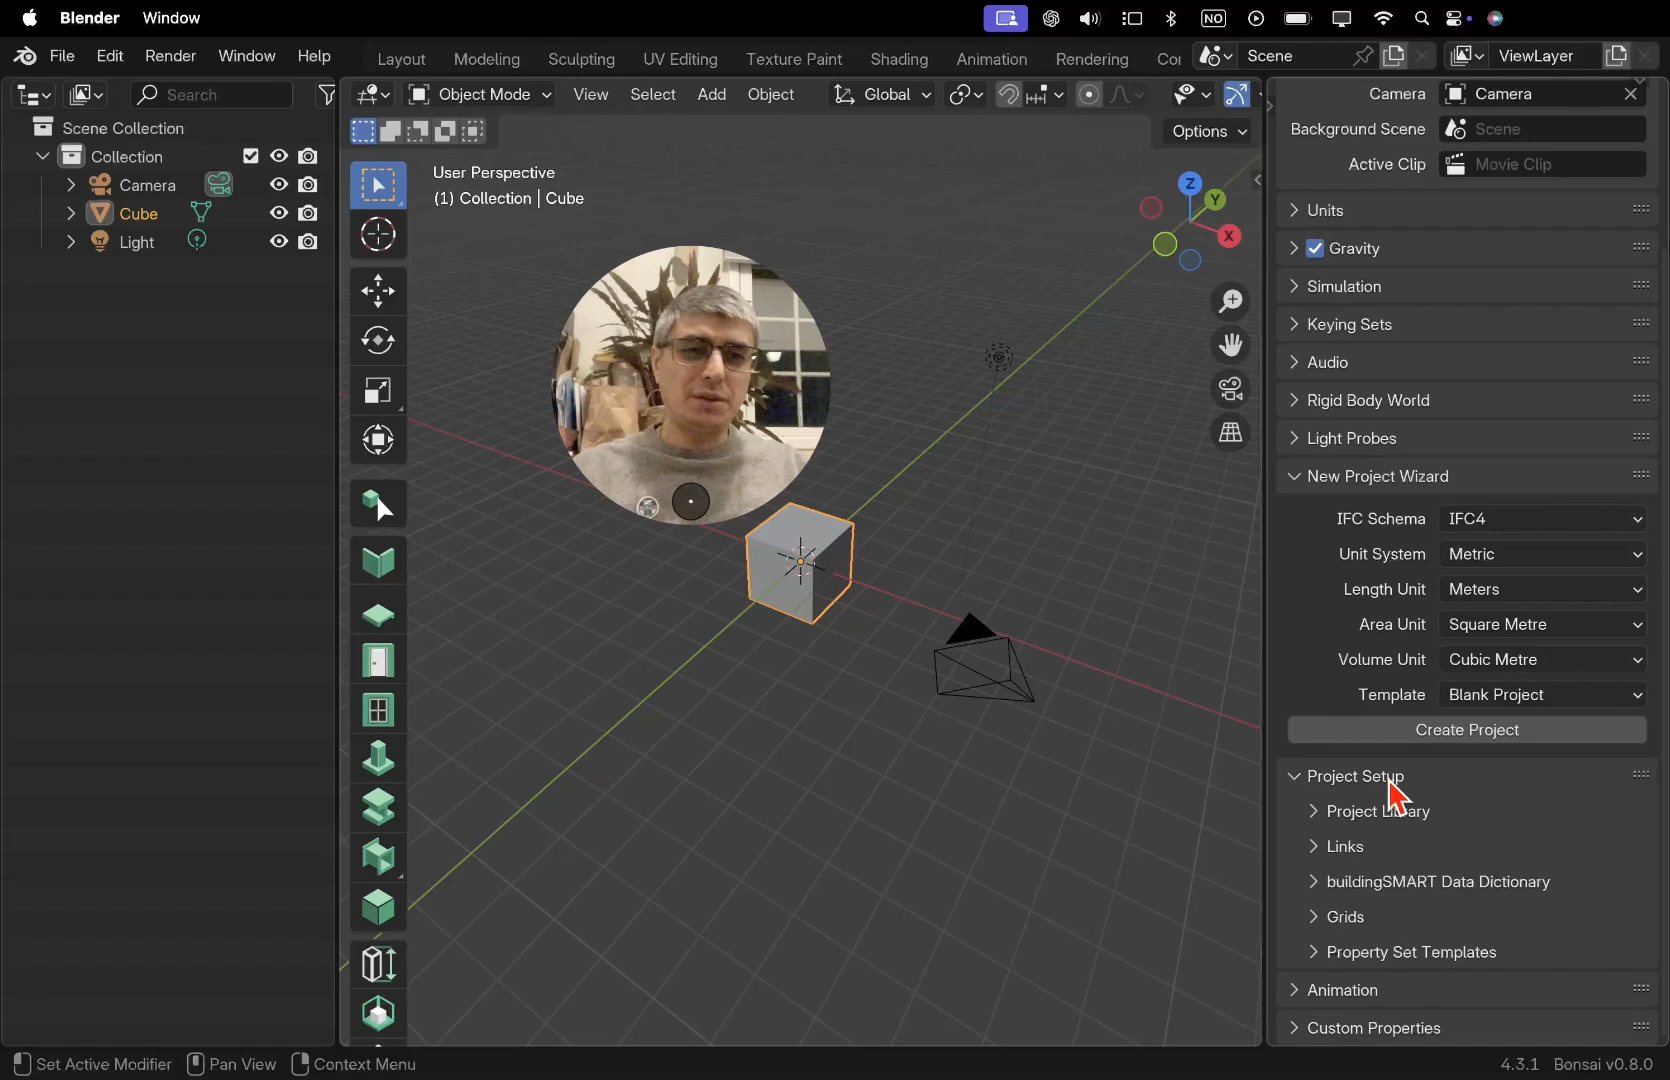 Blender Window NO
File Edit Render Window Help Layout Modeling Sculpting UV Editing Texture Paint Shading Animation Rendering Scene ViewLayer
Search Object Mode View Select Add Object Global Camera Camera
Options Background Scene Scene
Active Clip Movie Clip
Scene Collection
Collection
Camera
Cube
Light
User Perspective
(1) Collection | Cube
Z
Y
X
Units
Gravity
Simulation
Keying Sets
Audio
Rigid Body World
Light Probes
New Project Wizard
IFC Schema IFC4
Unit System Metric
Length Unit Meters
Area Unit Square Metre
Volume Unit Cubic Metre
Template Blank Project
Create Project
Project Setup
Project
Links
buildingSMART Data Dictionary
Grids
Property Set Templates
Animation
Custom Properties
Set Active Modifier Pan View Context Menu 4.3.1 Bonsai v0.8.0